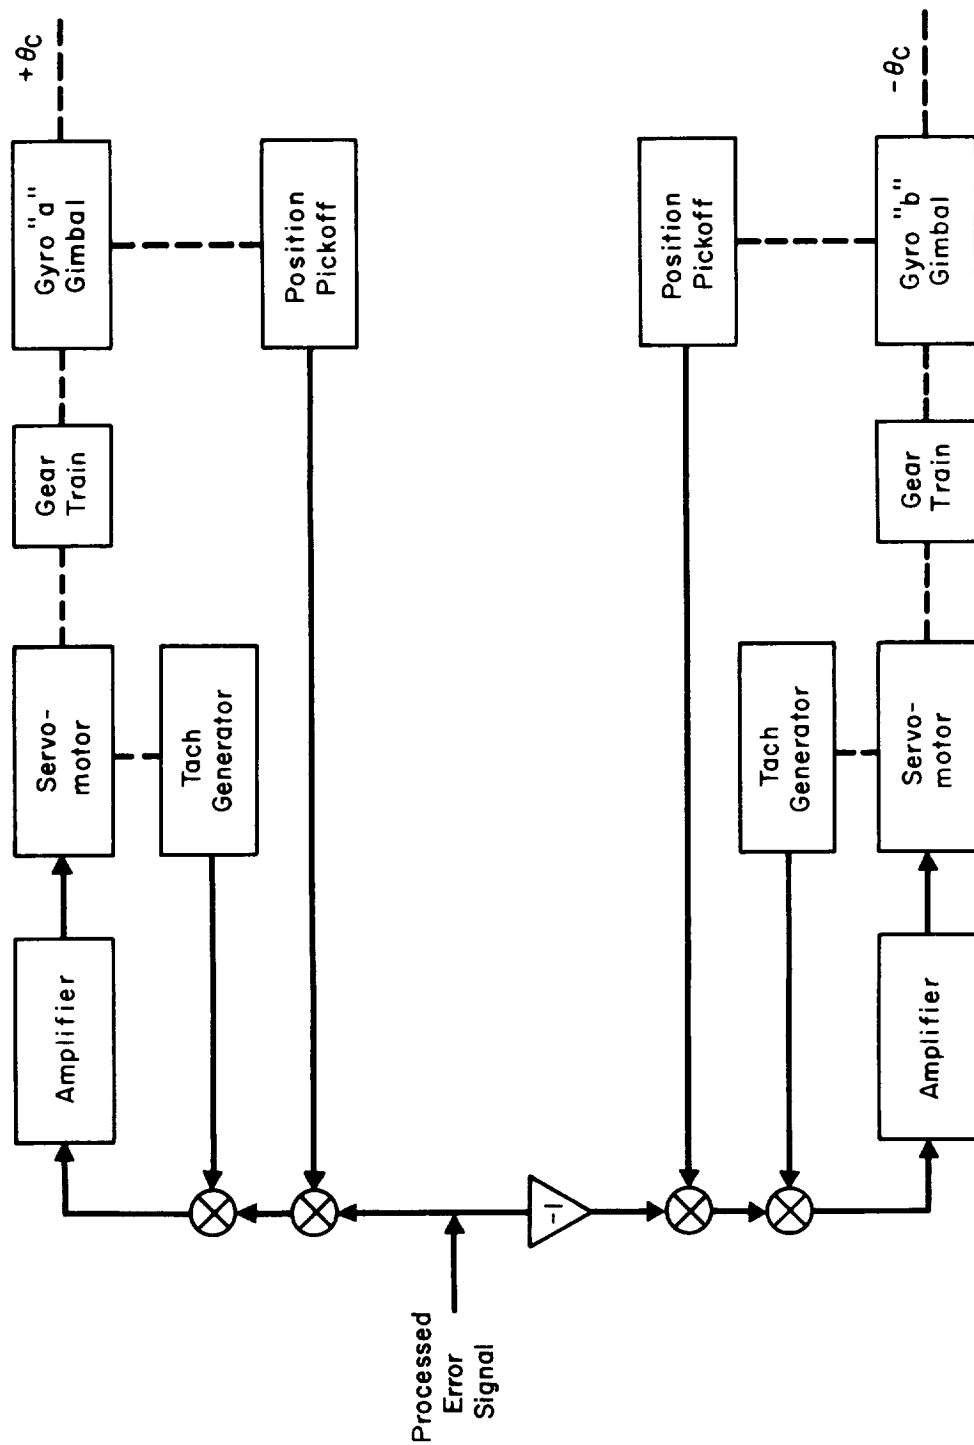 Amplifier
Servo-
motor
Gear
Train
Gyro "a"
Gimbal
+θC
Tach
Generator
Position
Pickoff
Processed
Error
Signal
-1
Position
Pickoff
Tach
Generator
Amplifier
Servo-
motor
Gear
Train
Gyro "b"
Gimbal
-θC